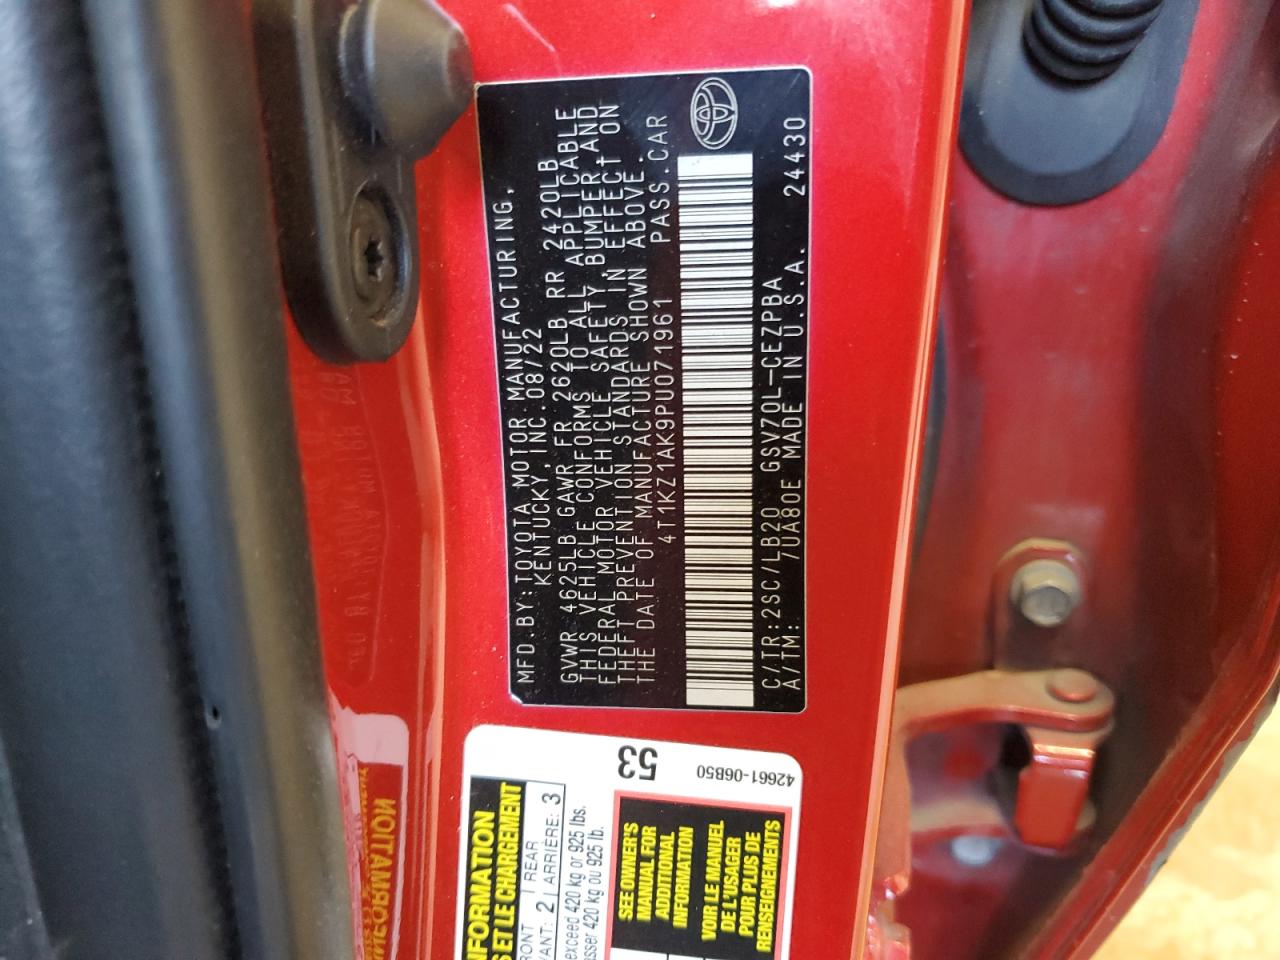 MFD.BY:TOYOTA MOTOR MANUFACTURING,
KENTUCKY, INC. 08/22
GVWR 4625LB GAWR FR 2620LB RR 2420LB
THIS VEHICLE CONFORMS TO ALL APPLICABLE
FEDERAL MOTOR VEHICLE SAFETY,BUMPER,AND
THEFT PREVENTION STANDARDS IN EFFECT ON
THE DATE OF MANUFACTURE SHOWN ABOVE.
4T1KZ1AK9PU071961 PASS.CAR
C/TR:2SC/LB20 GSV70L-CEZPBA
A/TM: 7UA80E MADE IN U.S.A. 24430
53
42661-06B50
INFORMATION
S ET LE CHARGEMENT
RONT 2 REAR 3
VANT: ARRIÈRE:
exceed 420 kg or 925 lbs.
sser 420 kg ou 925 lb.
SEE OWNER'S
MANUAL FOR
ADDITIONAL
INFORMATION
VOIR LE MANUEL
DE L'USAGER
POUR PLUS DE
RENSEIGNEMENTS